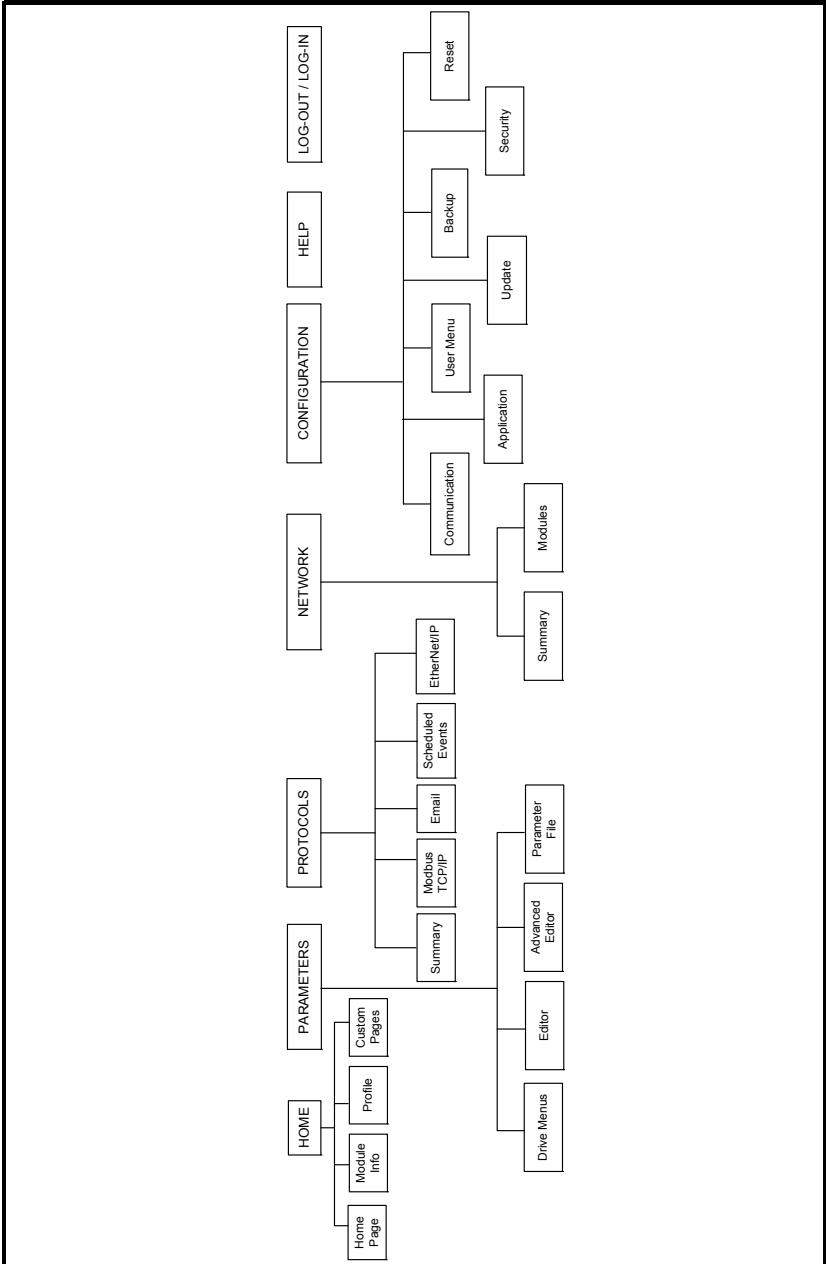 HOME
PARAMETERS
PROTOCOLS
NETWORK
CONFIGURATION
HELP
LOG-OUT / LOG-IN
Home
Page
Module
Info
Profile
Custom
Pages
Drive Menus
Editor
Advanced
Editor
Parameter
File
Summary
Modbus
TCP/IP
Email
Scheduled
Events
EtherNet/IP
Summary
Modules
Communication
Application
User Menu
Update
Backup
Security
Reset